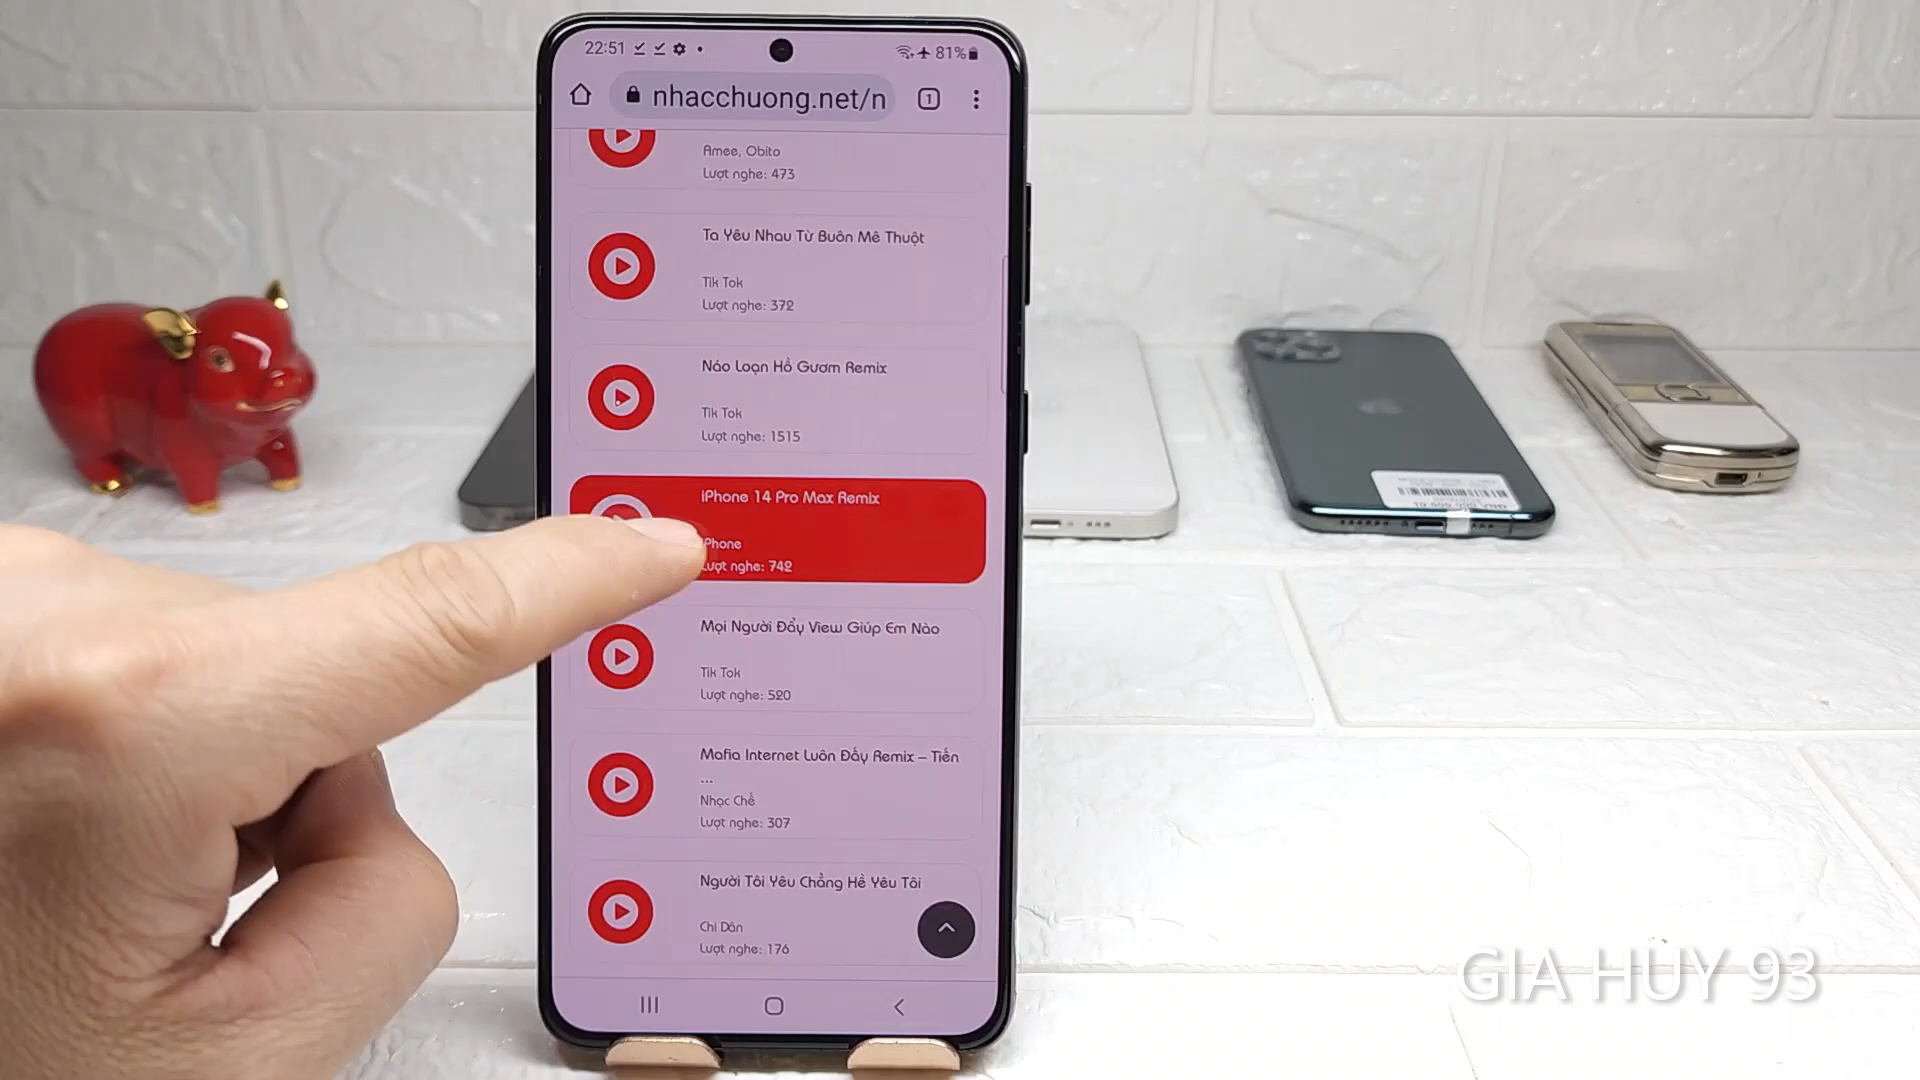 22:51
81%
nhacchuong.net/n
1
Amee, Obito
Lượt nghe: 473
Ta Yêu Nhau Từ Buôn Mê Thuột
Tik Tok
Lượt nghe: 372
Náo Loạn Hồ Gươm Remix
Tik Tok
Lượt nghe: 1515
iPhone 14 Pro Max Remix
iPhone
Lượt nghe: 742
Mọi Người Đẩy View Giúp Em Nào
Tik Tok
Lượt nghe: 520
Mafia Internet Luôn Đấy Remix – Tiến
...
Nhạc Chế
Lượt nghe: 307
Người Tôi Yêu Chẳng Hề Yêu Tôi
Chi Dân
Lượt nghe: 176
GIA HUY 93